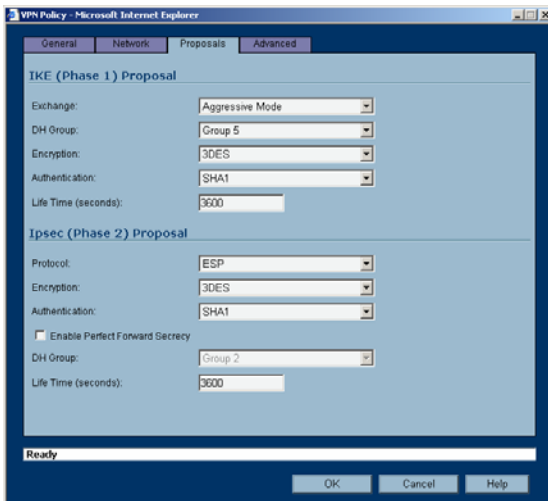 VPN Policy - Microsoft Internet Explorer
General Network Proposals Advanced
IKE (Phase 1) Proposal
Exchange: Aggressive Mode
DH Group: Group 5
Encryption: 3DES
Authentication: SHA1
Life Time (seconds): 3600
Ipsec (Phase 2) Proposal
Protocol: ESP
Encryption: 3DES
Authentication: SHA1
Enable Perfect Forward Secrecy
DH Group: Group 2
Life Time (seconds): 3600
Ready
OK Cancel Help